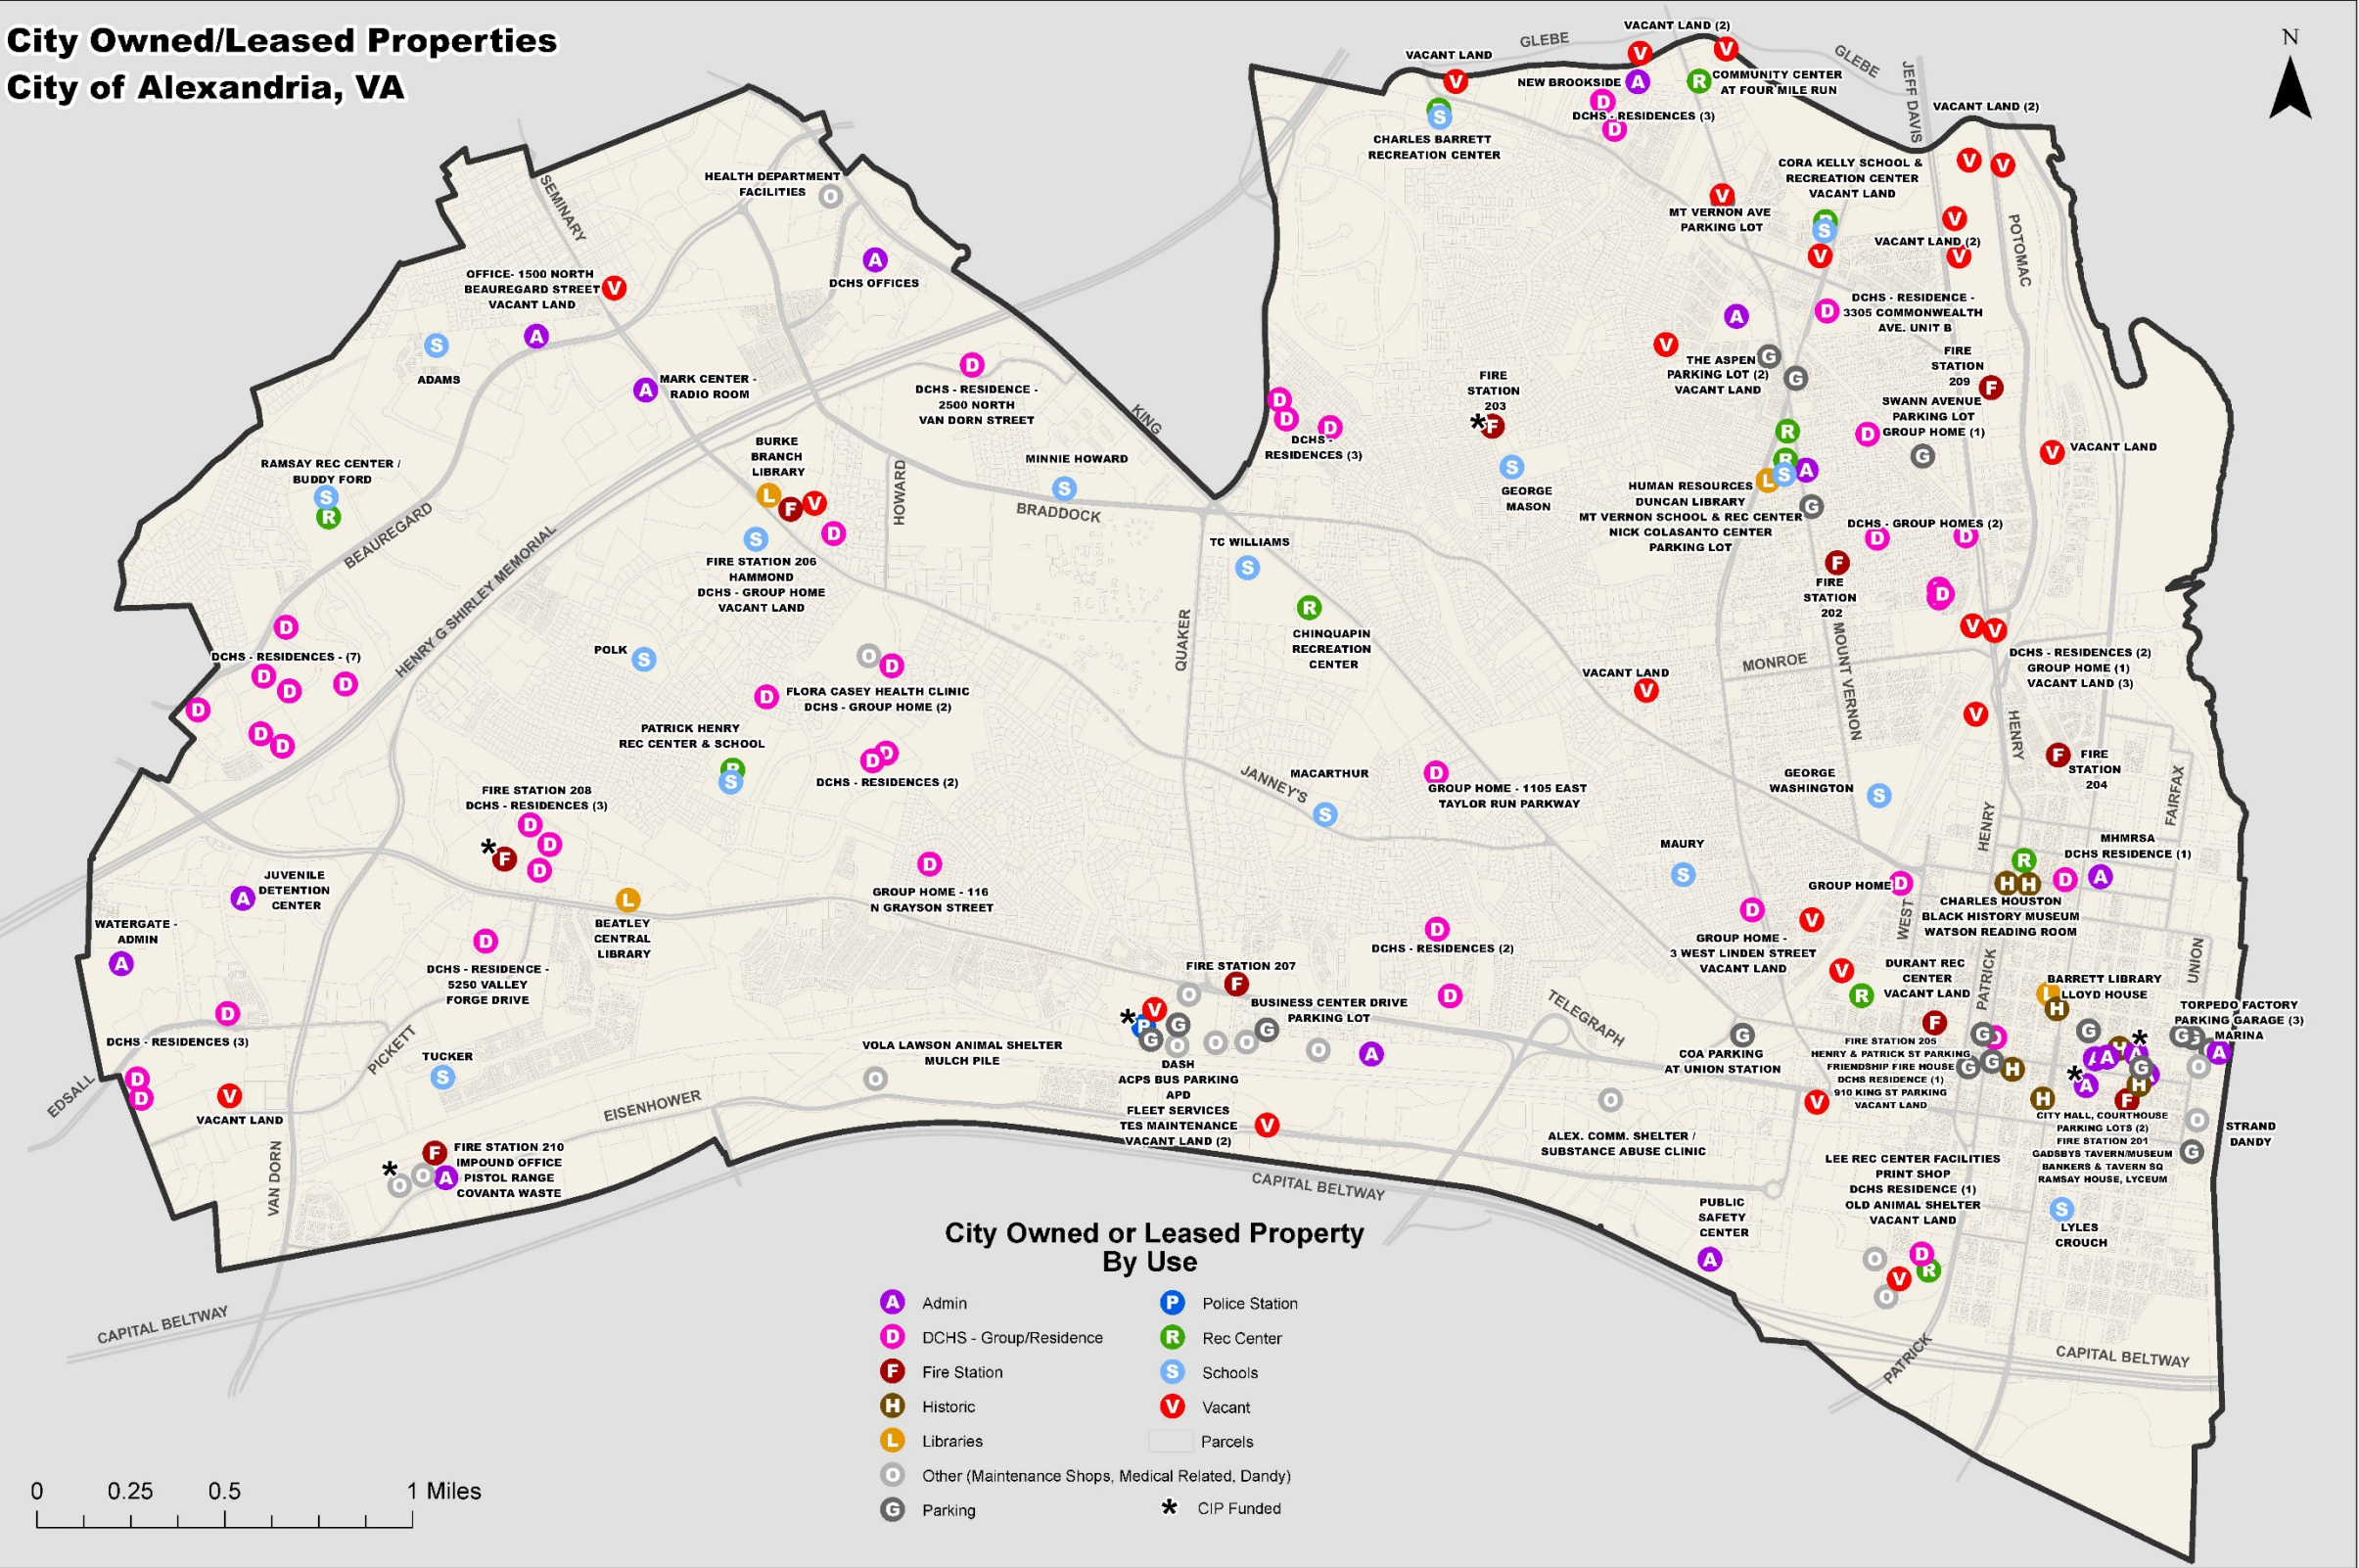 City Owned/Leased Properties
City of Alexandria, VA
N
VACANT LAND (2)
GLEBE
VACANT LAND
GLEBE
NEW BROOKSIDE
A
V
V
V
R
COMMUNITY CENTER
AT FOUR MILE RUN
JEFF DAVIS
VACANT LAND (2)
D
DCHS - RESIDENCES (3)
D
S
CHARLES BARRETT
RECREATION CENTER
CORA KELLY SCHOOL &
RECREATION CENTER
VACANT LAND
V
V
V
MT VERNON AVE
PARKING LOT
R
S
V
V
VACANT LAND (2)
V
POTOMAC
SEMINARY
HEALTH DEPARTMENT
FACILITIES
O
A
DCHS OFFICES
OFFICE- 1500 NORTH
BEAUREGARD STREET
VACANT LAND
V
A
S
ADAMS
A
MARK CENTER -
RADIO ROOM
D
DCHS - RESIDENCE -
2500 NORTH
VAN DORN STREET
KING
D
DCHS - RESIDENCE -
3305 COMMONWEALTH
AVE. UNIT B
A
V
THE ASPEN
PARKING LOT (2)
VACANT LAND
G
G
FIRE
STATION
209
F
FIRE
STATION
203
*
F
D
D
D
DCHS -
RESIDENCES (3)
SWANN AVENUE
PARKING LOT
GROUP HOME (1)
D
G
V
VACANT LAND
S
GEORGE
MASON
R
R
L
S
A
G
HUMAN RESOURCES
DUNCAN LIBRARY
MT VERNON SCHOOL & REC CENTER
NICK COLASANTO CENTER
PARKING LOT
DCHS - GROUP HOMES (2)
D
D
RAMSAY REC CENTER /
BUDDY FORD
S
R
BEAUREGARD
BURKE
BRANCH
LIBRARY
L
F
V
D
S
FIRE STATION 206
HAMMOND
DCHS - GROUP HOME
VACANT LAND
HOWARD
MINNIE HOWARD
S
BRADDOCK
TC WILLIAMS
S
R
CHINQUAPIN
RECREATION
CENTER
QUAKER
F
FIRE
STATION
202
D
V
V
DCHS - RESIDENCES (2)
GROUP HOME (1)
VACANT LAND (3)
V
MONROE
MOUNT VERNON
HENRY
VACANT LAND
V
HENRY G SHIRLEY MEMORIAL
D
DCHS - RESIDENCES - (7)
D
D
D
D
D
D
POLK
S
O
D
D
FLORA CASEY HEALTH CLINIC
DCHS - GROUP HOME (2)
PATRICK HENRY
REC CENTER & SCHOOL
R
S
D
D
DCHS - RESIDENCES (2)
F
FIRE
STATION
204
FAIRFAX
JANNEY'S
MACARTHUR
S
D
GROUP HOME - 1105 EAST
TAYLOR RUN PARKWAY
GEORGE
WASHINGTON
S
FIRE STATION 208
DCHS - RESIDENCES (3)
D
D
D
*
F
MAURY
S
HENRY
MHMRSA
DCHS RESIDENCE (1)
R
H
H
D
A
CHARLES HOUSTON
BLACK HISTORY MUSEUM
WATSON READING ROOM
GROUP HOME
D
WEST
D
V
GROUP HOME -
3 WEST LINDEN STREET
VACANT LAND
D
GROUP HOME - 116
N GRAYSON STREET
JUVENILE
DETENTION
CENTER
A
WATERGATE -
ADMIN
A
L
BEATLEY
CENTRAL
LIBRARY
D
DCHS - RESIDENCE -
5250 VALLEY
FORGE DRIVE
D
DCHS - RESIDENCES (2)
D
V
R
DURANT REC
CENTER
VACANT LAND
PATRICK
UNION
BARRETT LIBRARY
LLOYD HOUSE
L
H
TORPEDO FACTORY
PARKING GARAGE (3)
MARINA
FIRE STATION 207
F
O
V
*
P
G
G
O
O
O
G
O
A
BUSINESS CENTER DRIVE
PARKING LOT
TELEGRAPH
D
DCHS - RESIDENCES (3)
D
D
V
VACANT LAND
EDSALL
PICKETT
TUCKER
S
VOLA LAWSON ANIMAL SHELTER
MULCH PILE
O
DASH
ACPS BUS PARKING
APD
FLEET SERVICES
TES MAINTENANCE
VACANT LAND (2)
V
G
COA PARKING
AT UNION STATION
F
G
D
FIRE STATION 205
HENRY & PATRICK ST PARKING
FRIENDSHIP FIRE HOUSE
DCHS RESIDENCE (1)
910 KING ST PARKING
VACANT LAND
G
G
H
V
H
G
*
H
A
A
A
*
A
G
H
F
G
G
A
O
O
G
STRAND
DANDY
CITY HALL, COURTHOUSE
PARKING LOTS (2)
FIRE STATION 201
GADSBYS TAVERN/MUSEUM
BANKERS & TAVERN SQ
RAMSAY HOUSE, LYCEUM
EISENHOWER
O
ALEX. COMM. SHELTER /
SUBSTANCE ABUSE CLINIC
VAN DORN
F
*
O
O
A
FIRE STATION 210
IMPOUND OFFICE
PISTOL RANGE
COVANTA WASTE
CAPITAL BELTWAY
PUBLIC
SAFETY
CENTER
A
LEE REC CENTER FACILITIES
PRINT SHOP
DCHS RESIDENCE (1)
OLD ANIMAL SHELTER
VACANT LAND
O
D
R
V
O
S
LYLES
CROUCH
CAPITAL BELTWAY
PATRICK
CAPITAL BELTWAY
City Owned or Leased Property
By Use
A Admin
D DCHS - Group/Residence
F Fire Station
H Historic
L Libraries
O Other (Maintenance Shops, Medical Related, Dandy)
G Parking
P Police Station
R Rec Center
S Schools
V Vacant
Parcels
* CIP Funded
0 0.25 0.5 1 Miles